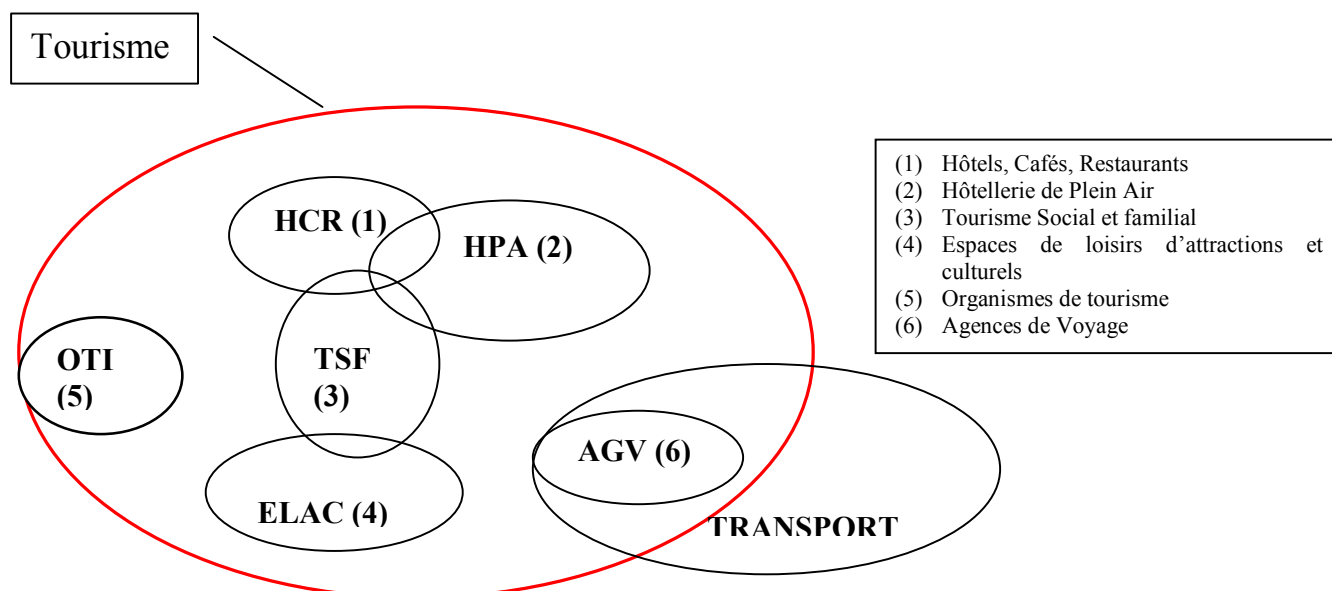 Tourisme
(1) Hôtels, Cafés, Restaurants
(2) Hôtellerie de Plein Air
(3) Tourisme Social et familial
(4) Espaces de loisirs d’attractions et
culturels
(5) Organismes de tourisme
(6) Agences de Voyage
HCR (1)
HPA (2)
OTI
(5)
TSF
(3)
AGV (6)
ELAC (4)
TRANSPORT